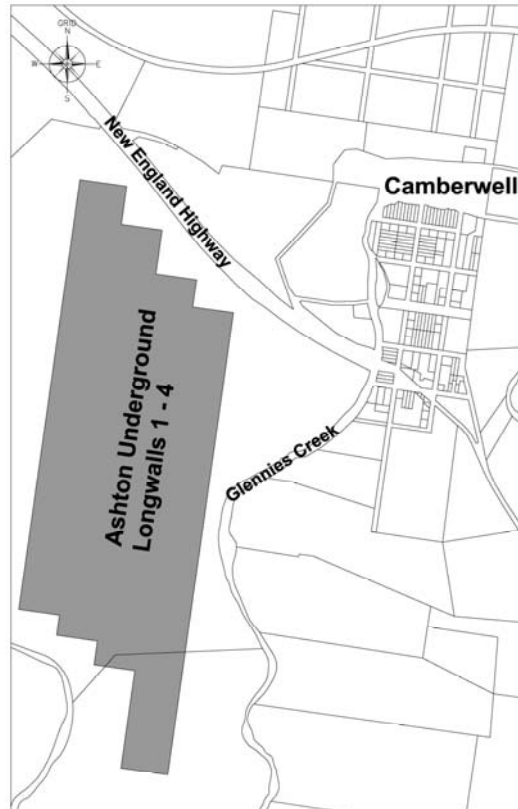 GRID
N
W E
S
New England Highway
Camberwell
Ashton Underground
Longwalls 1 - 4
Glennies Creek